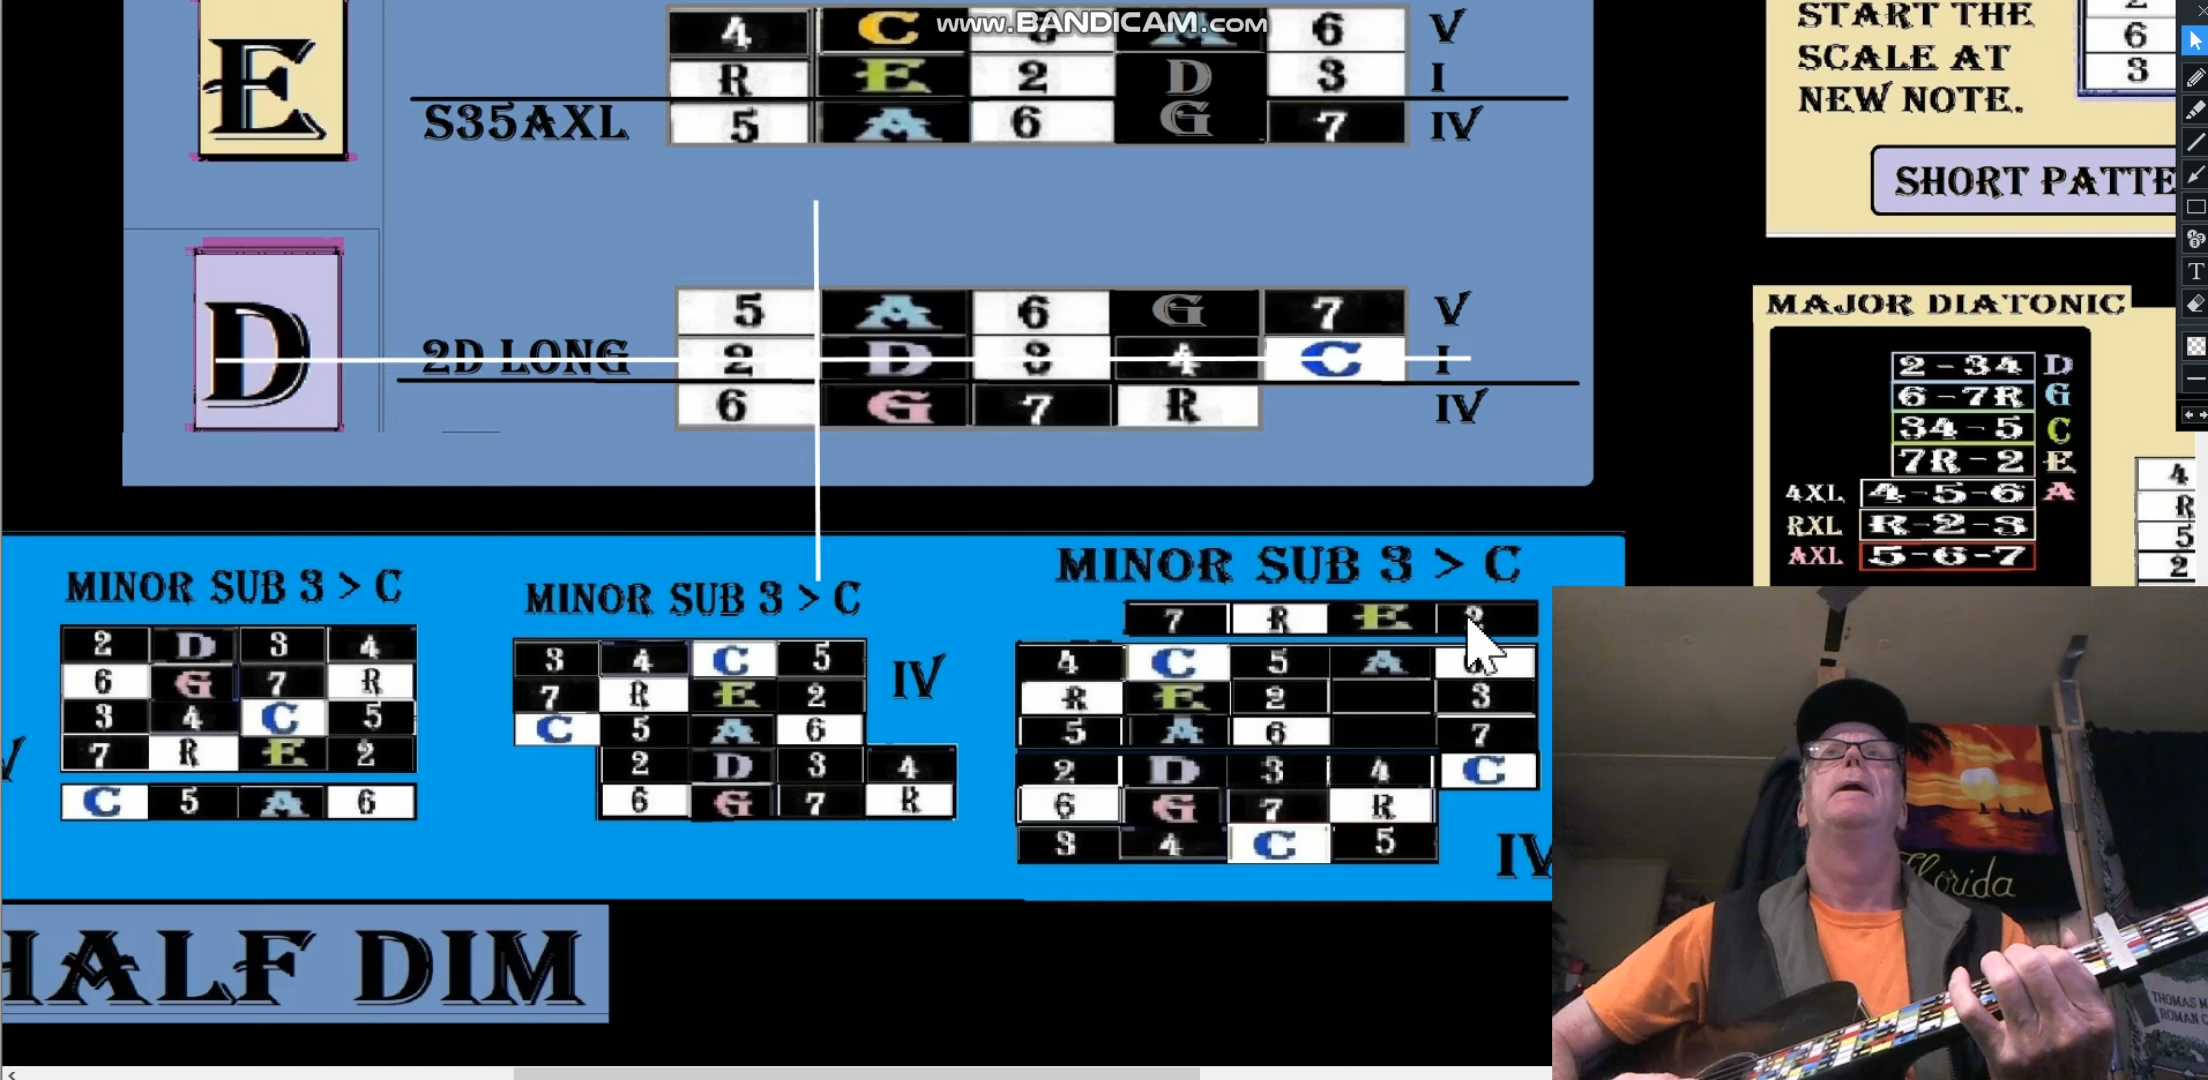 www.BANDICAM.com
E
4 C 6 V
R E 2 D 3 I
S35AXL 5 A 6 G 7 IV
D
5 A 6 G 7 V
2D LONG 2 D 3 4 C I
6 G 7 R IV
START THE
SCALE AT
NEW NOTE.
6
3
SHORT PATTE
MAJOR DIATONIC
2 - 34 D
6 - 7R G
34 - 5 C
7R - 2 E
4XL 4-5-6 A
RXL R-2-3
AXL 5-6-7
4
R
5
2
MINOR SUB 3 > C
2 D 3 4
6 G 7 R
3 4 C 5
7 R E 2
C 5 A 6
MINOR SUB 3 > C
3 4 C 5
7 R E 2
C 5 A 6
2 D 3 4
6 G 7 R
IV
MINOR SUB 3 > C
7 R E 2
4 C 5 A
R E 2 3
5 A 6 7
2 D 3 4 C
6 G 7 R
3 4 C 5
IV
HALF DIM
Florida
THOMAS M
ROMAN C